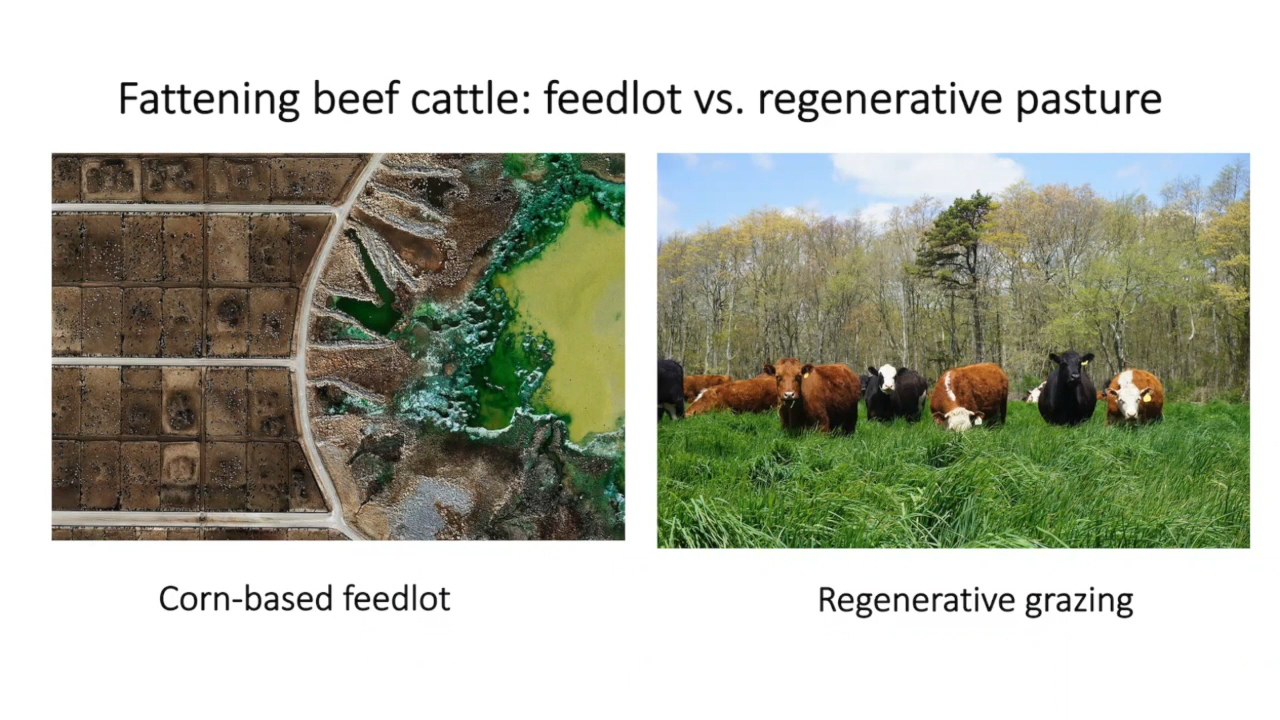 Fattening beef cattle: feedlot vs. regenerative pasture
Corn-based feedlot
Regenerative grazing